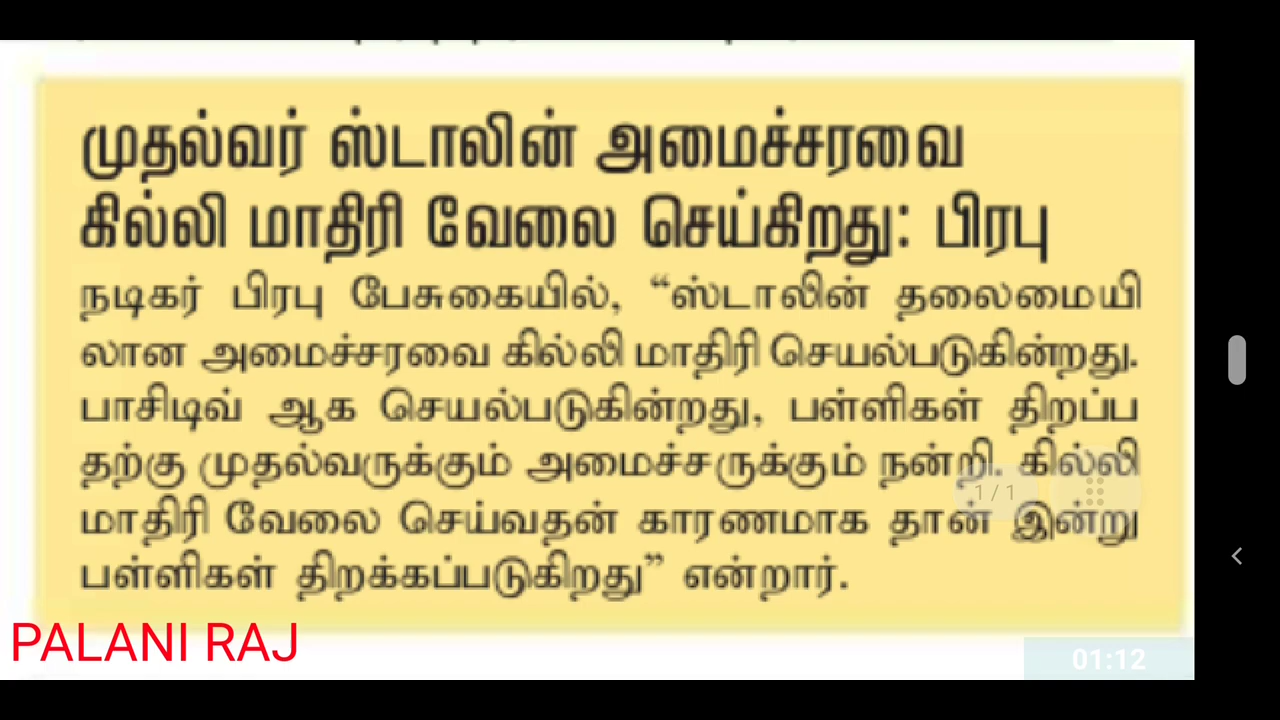 முதல்வர் ஸ்டாலின் அமைச்சரவை
கில்லி மாதிரி வேலை செய்கிறது: பிரபு
நடிகர் பிரபு பேசுகையில், “ஸ்டாலின் தலைமையி
லான அமைச்சரவை கில்லி மாதிரி செயல்படுகின்றது.
பாசிடிவ் ஆக செயல்படுகின்றது, பள்ளிகள் திறப்ப
தற்கு முதல்வருக்கும் அமைச்சருக்கும் நன்றி. கில்லி
1 / 1
மாதிரி வேலை செய்வதன் காரணமாக தான் இன்று
பள்ளிகள் திறக்கப்படுகிறது” என்றார்.
PALANI RAJ
01:12